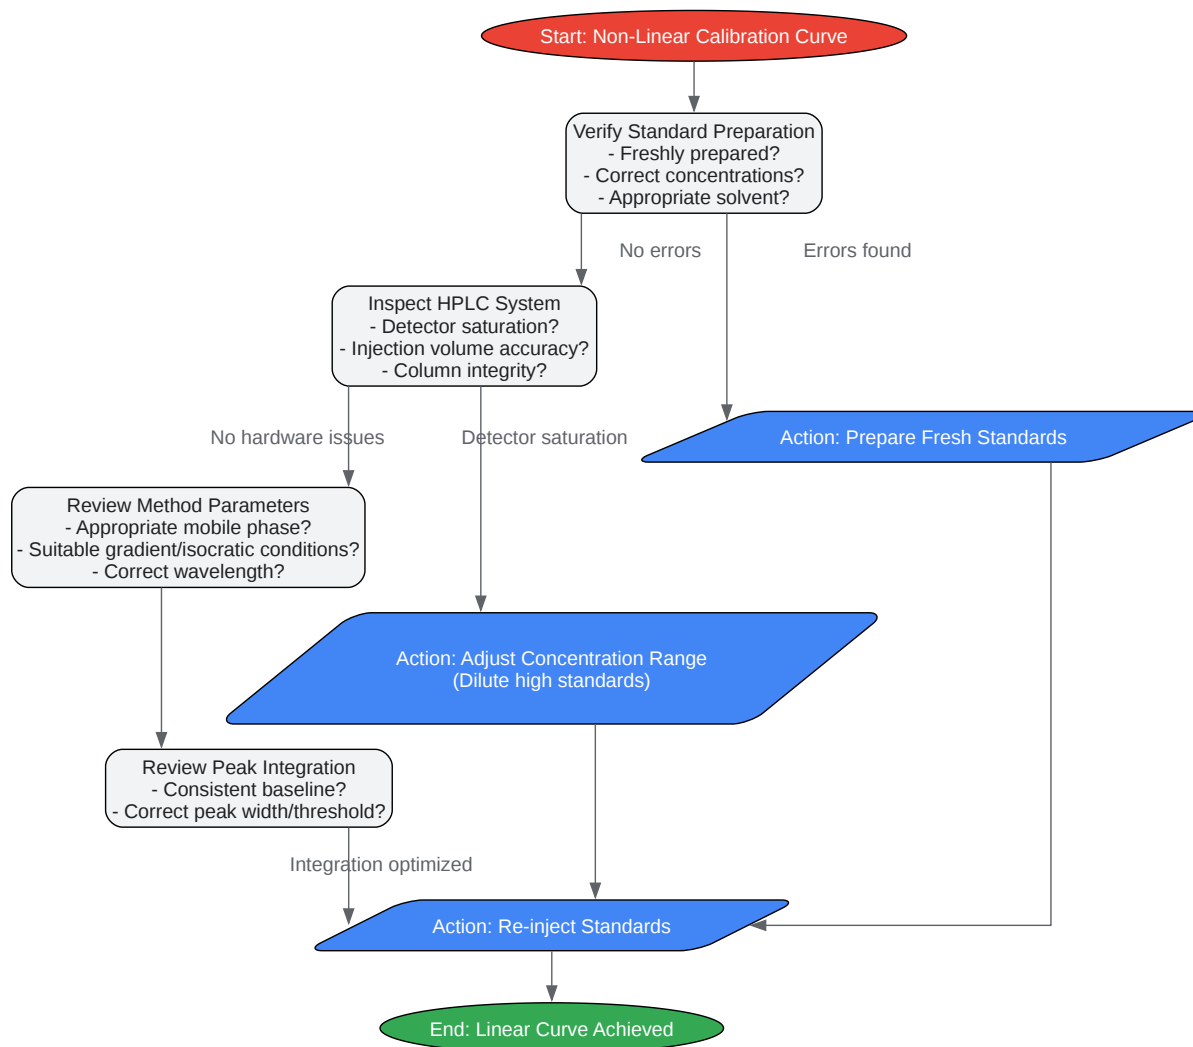 Start: Non-Linear Calibration Curve
Verify Standard Preparation
- Freshly prepared?
- Correct concentrations?
- Appropriate solvent?
No errors
Errors found
Inspect HPLC System
- Detector saturation?
- Injection volume accuracy?
- Column integrity?
No hardware issues
Detector saturation
Action: Prepare Fresh Standards
Review Method Parameters
- Appropriate mobile phase?
- Suitable gradient/isocratic conditions?
- Correct wavelength?
Action: Adjust Concentration Range
(Dilute high standards)
Review Peak Integration
- Consistent baseline?
- Correct peak width/threshold?
Integration optimized
Action: Re-inject Standards
End: Linear Curve Achieved